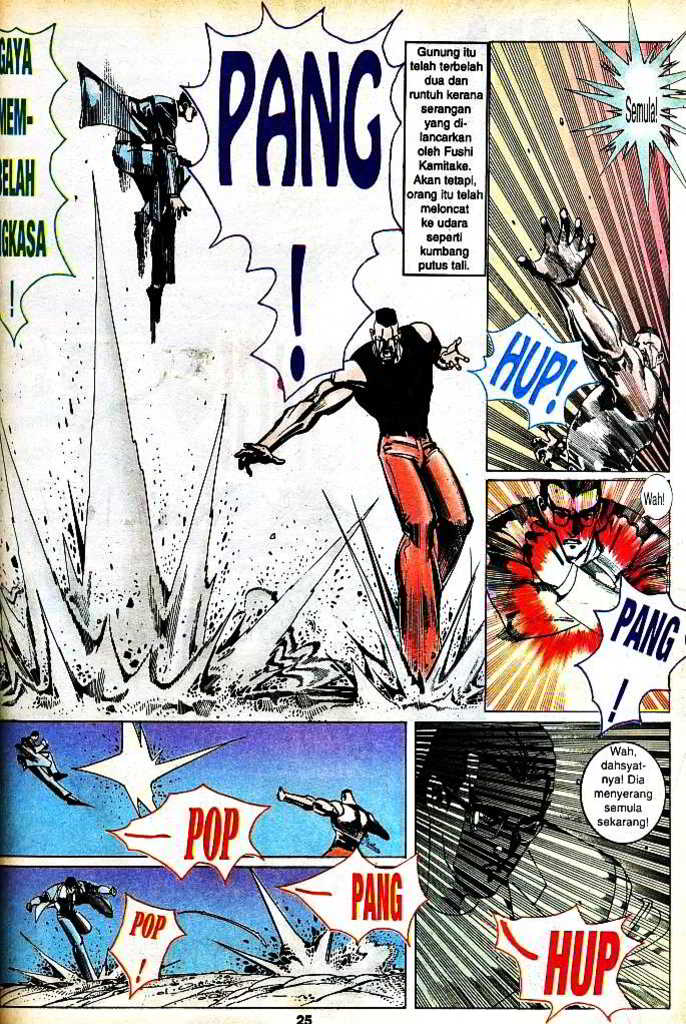 GAYA
MEM-
BELAH
NGKASA
!
PANG
!
Gunung itu
telah terbelah
dua dan
runtuh kerana
serangan
yang di-
lancarkan
oleh Fushi
Kamitake.
Akan tetapi,
orang itu telah
meloncat
ke udara
seperti
kumbang
putus tali.
Semula!
HUP!
Wah!
PANG
!
POP
PANG
POP
!
Wah,
dahsyat-
nya! Dia
menyerang
semula
sekarang!
HUP
25